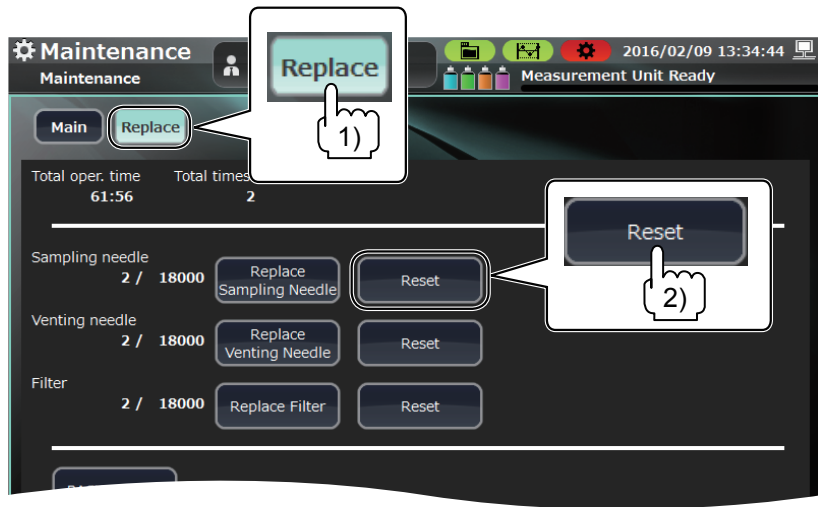 Maintenance
2016/02/09 13:34:44
Maintenance
Measurement Unit Ready
Replace
1)
Main
Replace
Total oper. time
Total times
61:56
2
Reset
2)
Sampling needle
2 / 18000
Replace
Sampling Needle
Reset
Venting needle
2 / 18000
Replace
Venting Needle
Reset
Filter
2 / 18000
Replace Filter
Reset